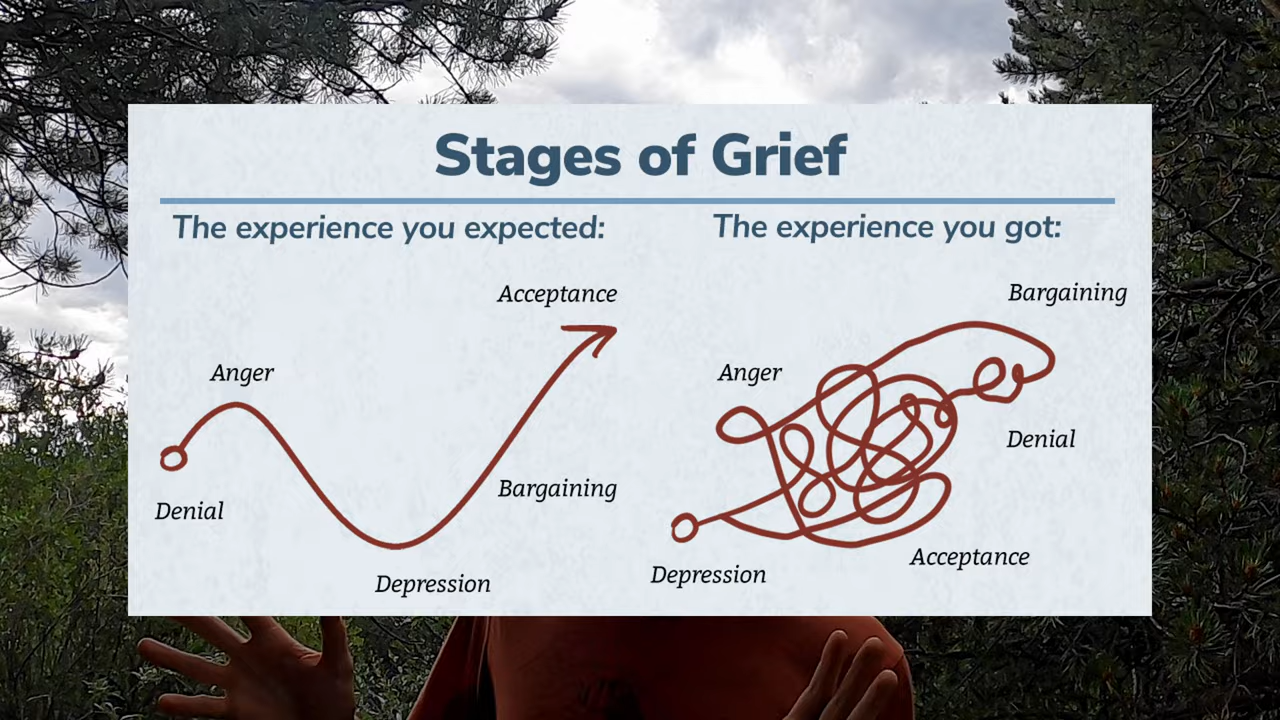 Stages of Grief
The experience you expected:
Acceptance
Anger
Bargaining
Denial
Depression
The experience you got:
Bargaining
Anger
Denial
Acceptance
Depression